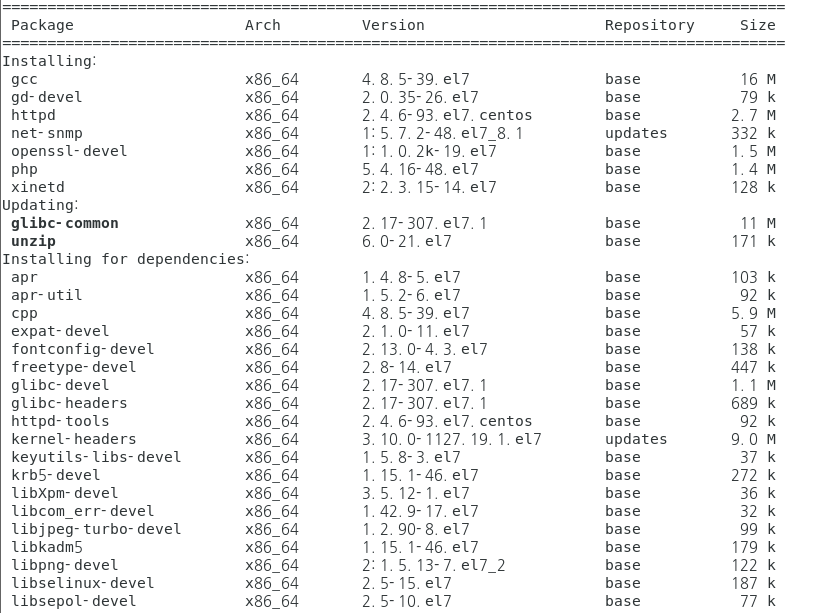 ================================================================================
Package Arch Version Repository Size
================================================================================
Installing:
gcc x86_64 4.8.5-39.el7 base 16 M
gd-devel x86_64 2.0.35-26.el7 base 79 k
httpd x86_64 2.4.6-93.el7.centos base 2.7 M
net-snmp x86_64 1:5.7.2-48.el7_8.1 updates 332 k
openssl-devel x86_64 1:1.0.2k-19.el7 base 1.5 M
php x86_64 5.4.16-48.el7 base 1.4 M
xinetd x86_64 2:2.3.15-14.el7 base 128 k
Updating:
glibc-common x86_64 2.17-307.el7.1 base 11 M
unzip x86_64 6.0-21.el7 base 171 k
Installing for dependencies:
apr x86_64 1.4.8-5.el7 base 103 k
apr-util x86_64 1.5.2-6.el7 base 92 k
cpp x86_64 4.8.5-39.el7 base 5.9 M
expat-devel x86_64 2.1.0-11.el7 base 57 k
fontconfig-devel x86_64 2.13.0-4.3.el7 base 138 k
freetype-devel x86_64 2.8-14.el7 base 447 k
glibc-devel x86_64 2.17-307.el7.1 base 1.1 M
glibc-headers x86_64 2.17-307.el7.1 base 689 k
httpd-tools x86_64 2.4.6-93.el7.centos base 92 k
kernel-headers x86_64 3.10.0-1127.19.1.el7 updates 9.0 M
keyutils-libs-devel x86_64 1.5.8-3.el7 base 37 k
krb5-devel x86_64 1.15.1-46.el7 base 272 k
libXpm-devel x86_64 3.5.12-1.el7 base 36 k
libcom_err-devel x86_64 1.42.9-17.el7 base 32 k
libjpeg-turbo-devel x86_64 1.2.90-8.el7 base 99 k
libkadm5 x86_64 1.15.1-46.el7 base 179 k
libpng-devel x86_64 2:1.5.13-7.el7_2 base 122 k
libselinux-devel x86_64 2.5-15.el7 base 187 k
libsepol-devel x86_64 2.5-10.el7 base 77 k